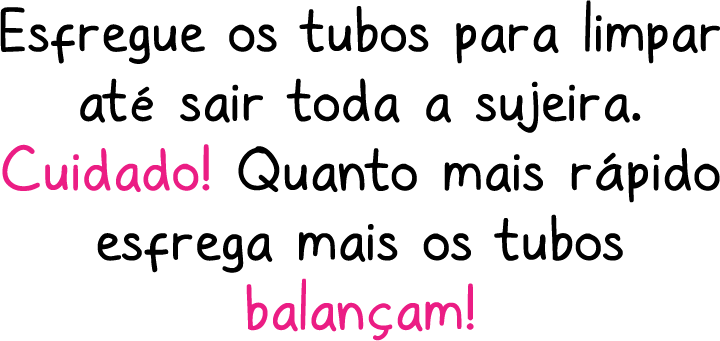 Esfregue os tubos para limpar
até sair toda a sujeira.
Cuidado! Quanto mais rápido
esfrega mais os tubos
balançam!